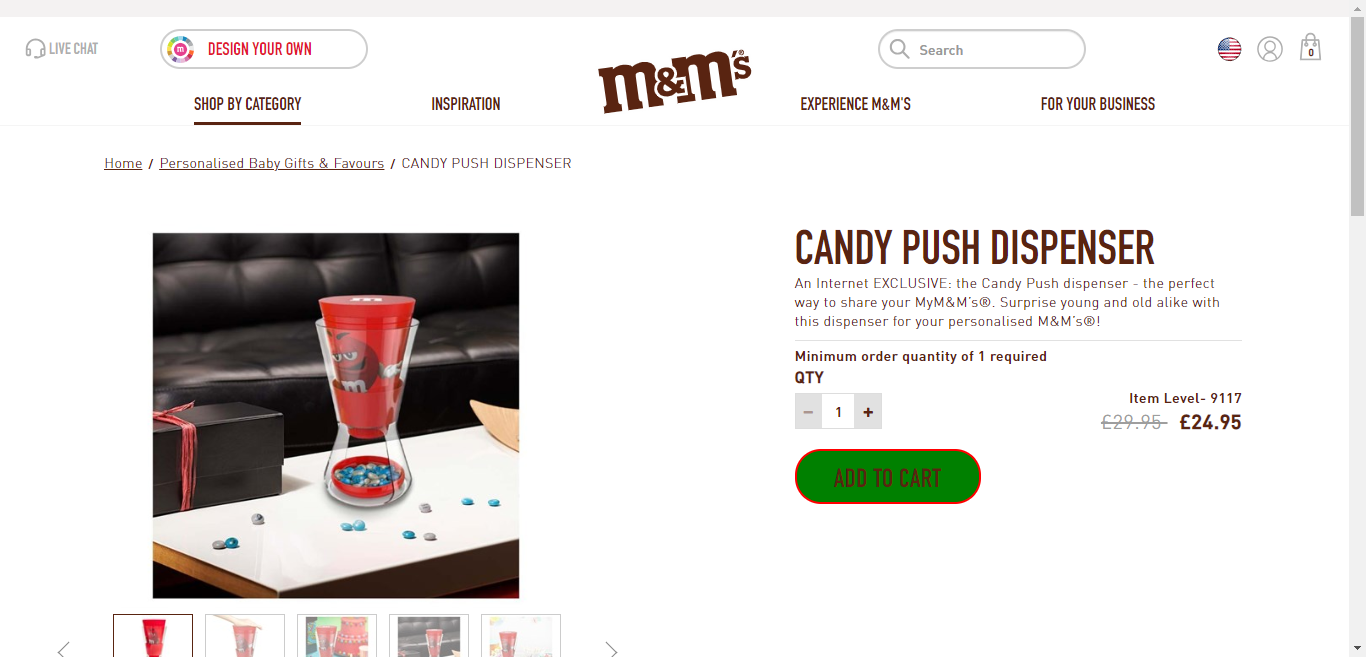 LIVE CHAT
DESIGN YOUR OWN
m&m's®
Search
0
SHOP BY CATEGORY
INSPIRATION
EXPERIENCE M&M'S
FOR YOUR BUSINESS
Home / Personalised Baby Gifts & Favours / CANDY PUSH DISPENSER
CANDY PUSH DISPENSER
An Internet EXCLUSIVE: the Candy Push dispenser - the perfect
way to share your MyM&M's®. Surprise young and old alike with
this dispenser for your personalised M&M's®!
Minimum order quantity of 1 required
QTY
- 1 +
Item Level- 9117
£29.95 £24.95
ADD TO CART
m
m